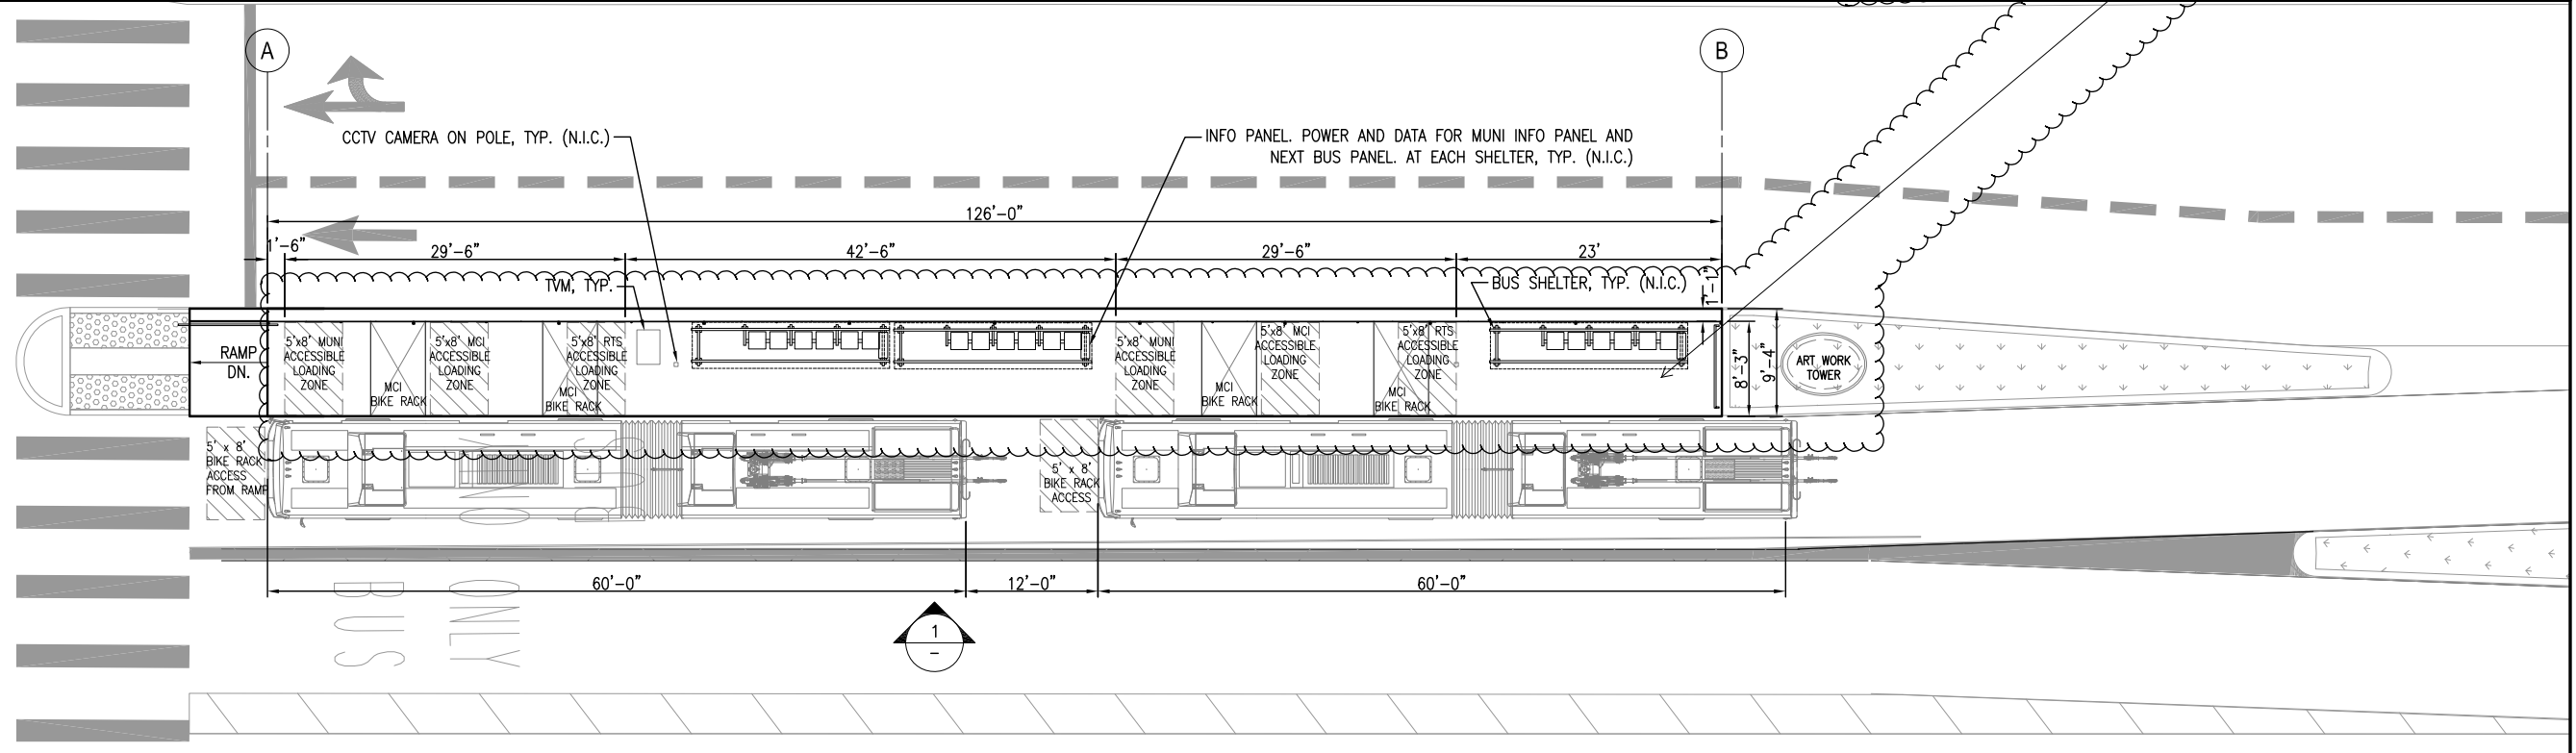 A
B
CCTV CAMERA ON POLE, TYP. (N.I.C.)
INFO PANEL. POWER AND DATA FOR MUNI INFO PANEL AND
NEXT BUS PANEL. AT EACH SHELTER, TYP. (N.I.C.)
126'-0"
1'-6"
29'-6"
42'-6"
29'-6"
23'
TVM, TYP.
BUS SHELTER, TYP. (N.I.C.)
1'-1"
RAMP
DN.
5'x8' MUNI
ACCESSIBLE
LOADING
ZONE
MCI
BIKE RACK
5'x8' MCI
ACCESSIBLE
LOADING
ZONE
5'x8' RTS
ACCESSIBLE
LOADING
ZONE
MCI
BIKE RACK
5'x8' MUNI
ACCESSIBLE
LOADING
ZONE
MCI
BIKE RACK
5'x8' MCI
ACCESSIBLE
LOADING
ZONE
5'x8' RTS
ACCESSIBLE
LOADING
ZONE
MCI
BIKE RACK
8'-3"
9'-4"
ART WORK
TOWER
5' x 8'
BIKE RACK
ACCESS
FROM RAMP
5' x 8'
BIKE RACK
ACCESS
60'-0"
12'-0"
60'-0"
1
-
BUS
ONLY